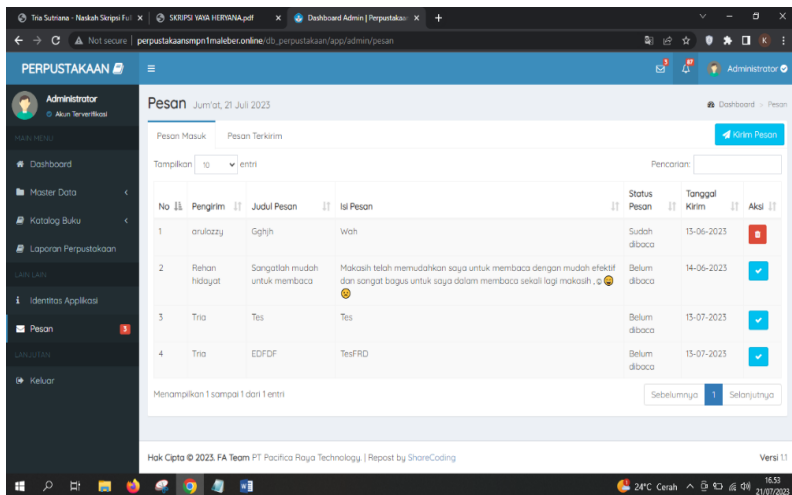 Tria Sutriana - Naskah Skripsi Full
SKRIPSI YAYA HERYANA.pdf
Dashboard Admin | Perpustakaa
Not secure | perpustakaansmpn1maleber.online/db_perpustakaan/app/admin/pesan
K
PERPUSTAKAAN
3
87
Administrator
Administrator
Akun Terverifikasi
MAIN MENU
Dashboard
Master Data
Katalog Buku
Laporan Perpustakaan
LAIN LAIN
Identitas Applikasi
Pesan 3
LANJUTAN
Keluar
Pesan Jum'at, 21 Juli 2023
Dashboard > Pesan
Pesan Masuk Pesan Terkirim
Kirim Pesan
Tampilkan 10 entri
Pencarian:
No Pengirim Judul Pesan Isi Pesan Status Pesan Tanggal Kirim Aksi
1 arulazzy Gghjh Wah Sudah dibaca 13-06-2023
2 Rehan hidayat Sangatlah mudah untuk membaca Makasih telah memudahkan saya untuk membaca dengan mudah efektif dan sangat bagus untuk saya dalam membaca sekali lagi makasih , Belum dibaca 14-06-2023
3 Tria Tes Tes Belum dibaca 13-07-2023
4 Tria EDFDF TesFRD Belum dibaca 13-07-2023
Menampilkan 1 sampai 1 dari 1 entri
Sebelumnya 1 Selanjutnya
Hak Cipta © 2023. FA Team PT Pacifica Raya Technology. | Repost by ShareCoding
Versi 1.1
24°C Cerah
16.53
21/07/2023